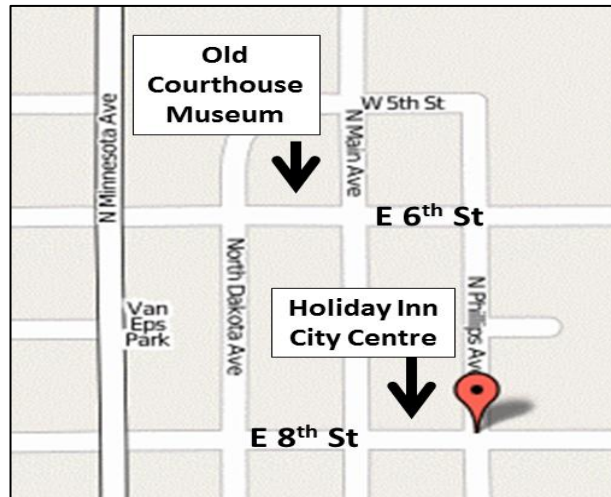 Old
Courthouse
Museum
W 5th St
N Minnesota Ave
N Main Ave
E 6th St
North Dakota Ave
N Phillips Ave
Van
Eps
Park
Holiday Inn
City Centre
E 8th St